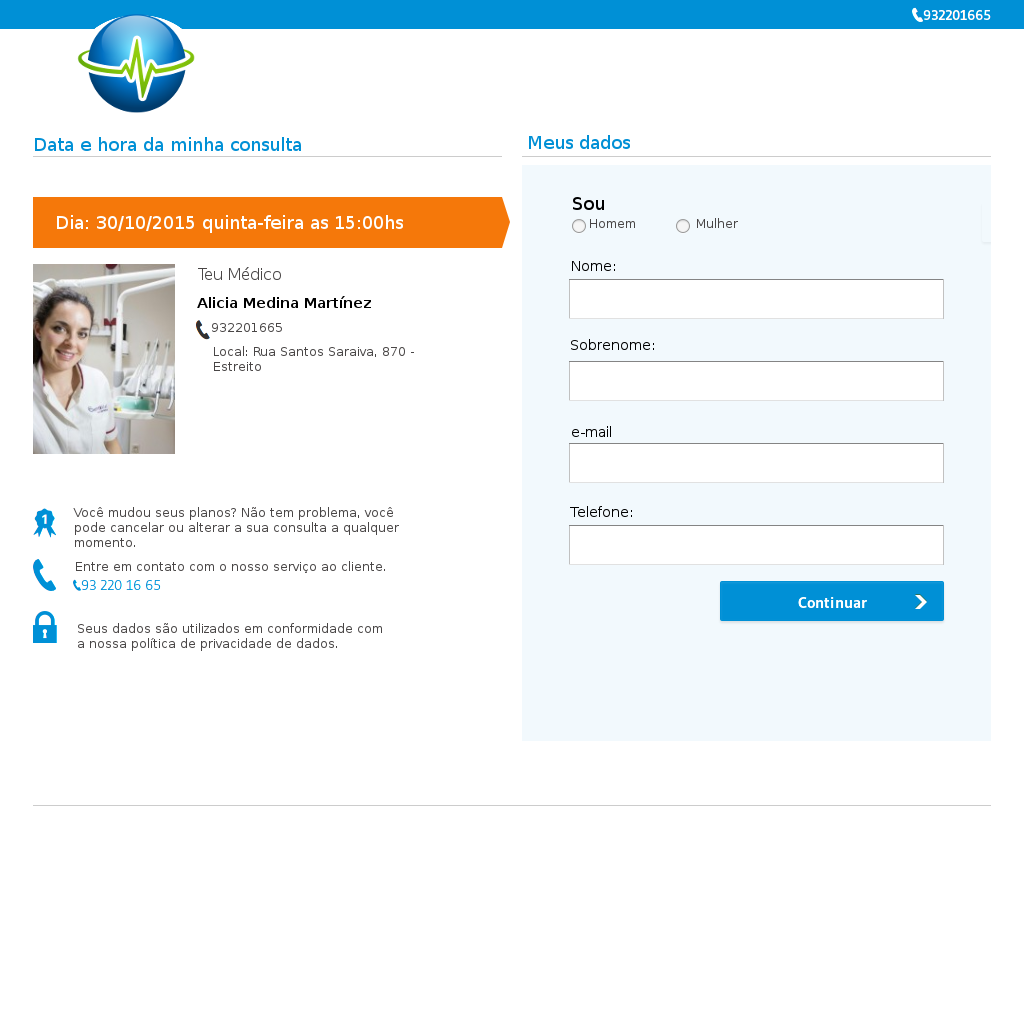 932201665
Data e hora da minha consulta
Dia: 30/10/2015 quinta-feira as 15:00hs
Teu Médico
Alicia Medina Martínez
932201665
Local: Rua Santos Saraiva, 870 -
Estreito
1
Você mudou seus planos? Não tem problema, você
pode cancelar ou alterar a sua consulta a qualquer
momento.
Entre em contato com o nosso serviço ao cliente.
93 220 16 65
Seus dados são utilizados em conformidade com
a nossa política de privacidade de dados.
Meus dados
Sou
Homem Mulher
Nome:
Sobrenome:
e-mail
Telefone:
Continuar